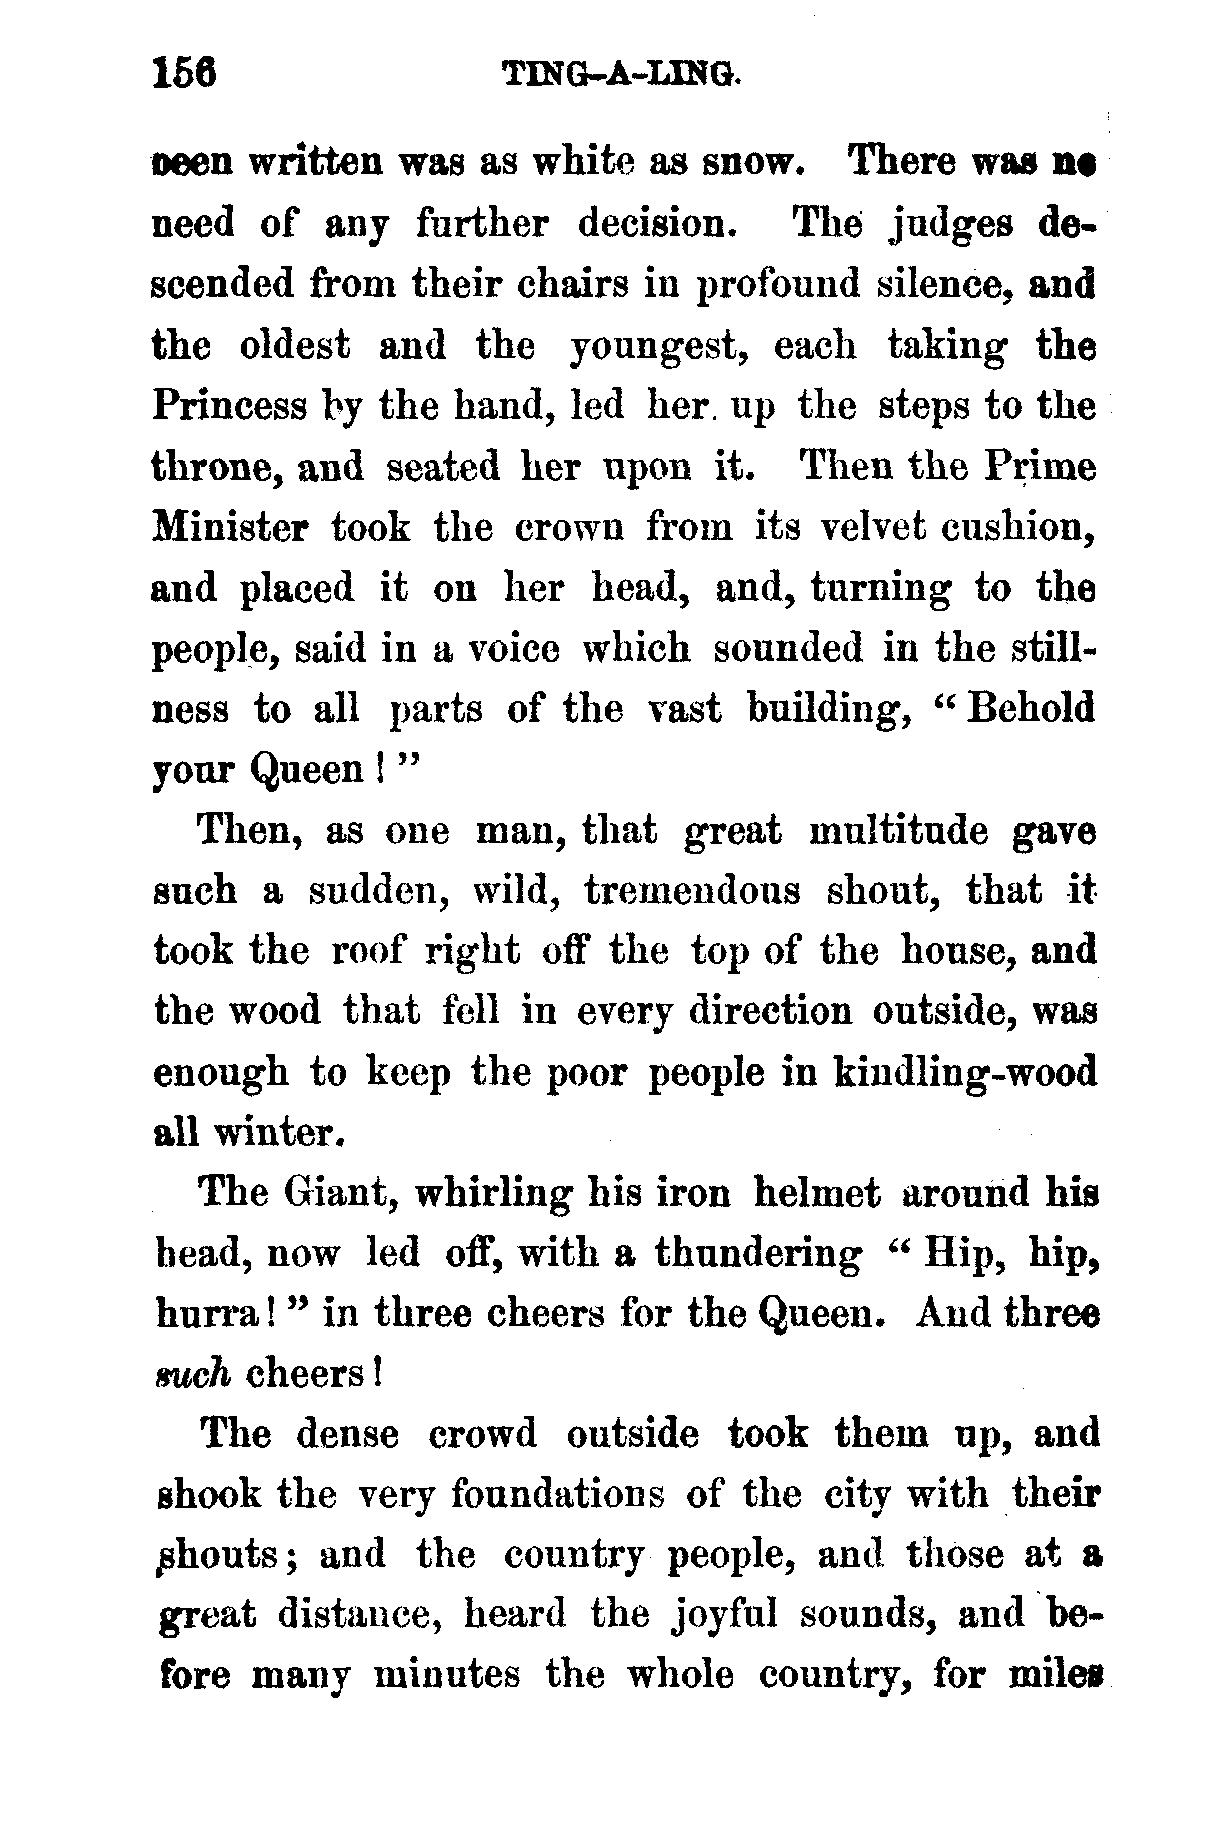 156 TING-A-LING.
been written was as white as snow. There was no
need of any further decision. The judges de-
scended from their chairs in profound silence, and
the oldest and the youngest, each taking the
Princess by the hand, led her up the steps to the
throne, and seated her upon it. Then the Prime
Minister took the crown from its velvet cushion,
and placed it on her head, and, turning to the
people, said in a voice which sounded in the still-
ness to all parts of the vast building, “ Behold
your Queen ! ”
Then, as one man, that great multitude gave
such a sudden, wild, tremendous shout, that it
took the roof right off the top of the house, and
the wood that fell in every direction outside, was
enough to keep the poor people in kindling-wood
all winter.
The Giant, whirling his iron helmet around his
head, now led off, with a thundering “ Hip, hip,
hurra! ” in three cheers for the Queen. And three
such cheers !
The dense crowd outside took them up, and
shook the very foundations of the city with their
shouts ; and the country people, and those at a
great distance, heard the joyful sounds, and be-
fore many minutes the whole country, for miles